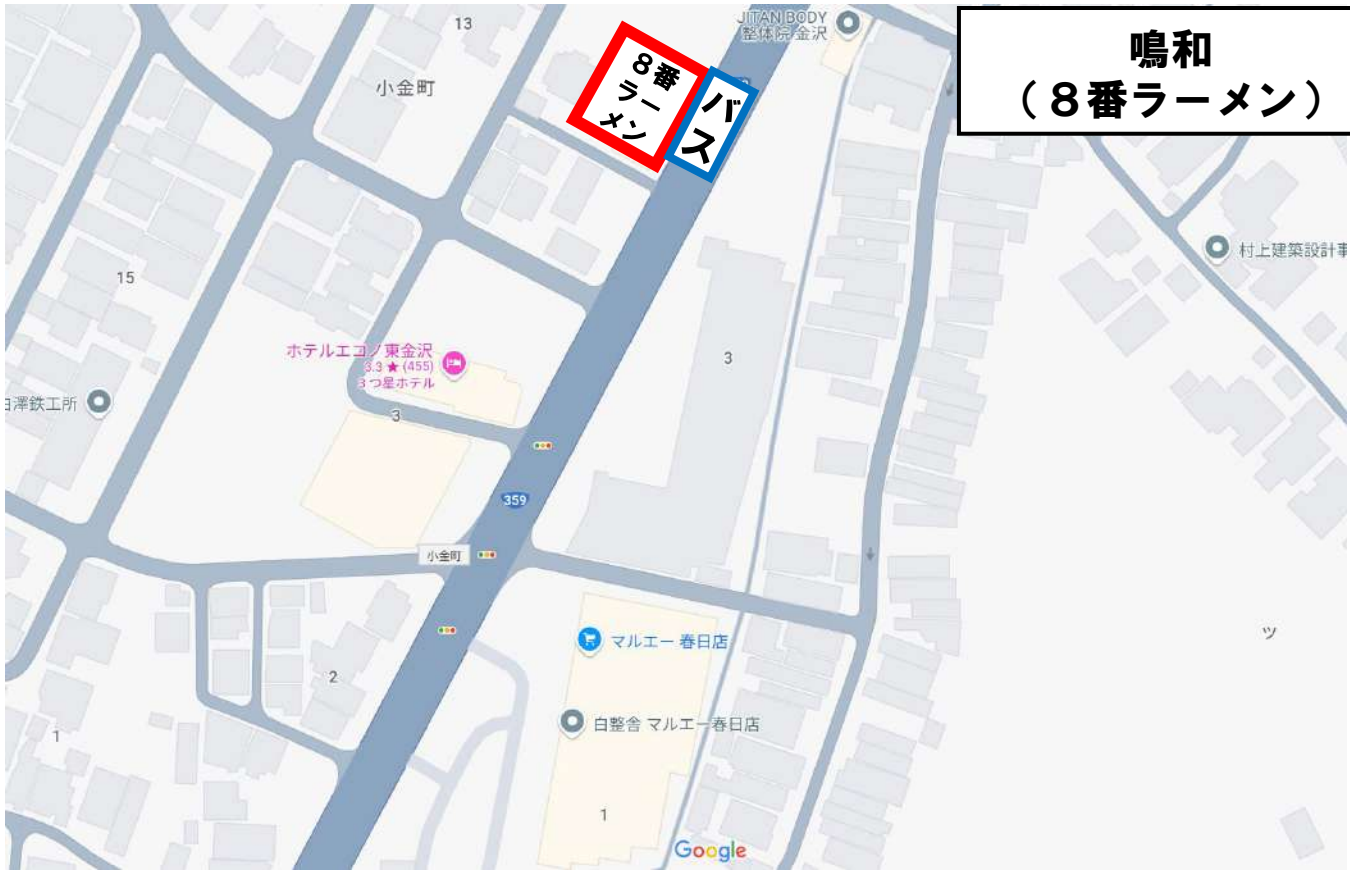 鳴和
（８番ラーメン）
JITAN BODY
整体院 金沢
13
小金町
８番
ラー
メン
バス
15
村上建築設計事
ホテルエコノ東金沢
3.3 ★ (455)
3 つ星ホテル
3
白澤鉄工所
3
359
小金町
マルエー 春日店
ツ
2
白整舎 マルエー春日店
1
1
Google